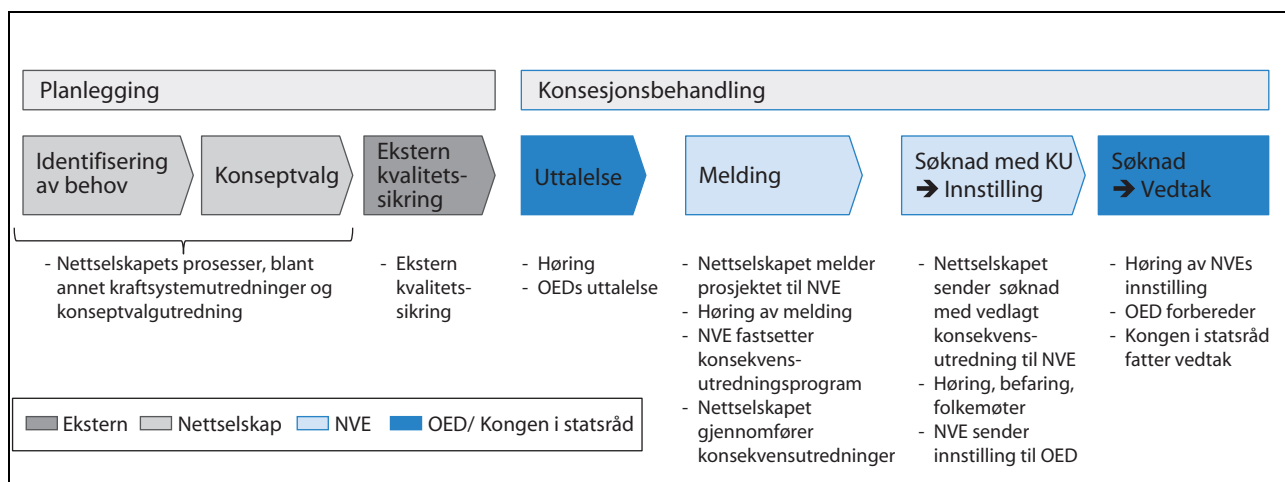 Planlegging
Konsesjonsbehandling
Identifisering
av behov
Konseptvalg
Ekstern
kvalitets-
sikring
Uttalelse
Melding
Søknad med KU
➔ Innstilling
Søknad
➔ Vedtak
- Nettselskapets prosesser, blant
annet kraftsystemutredninger og
konseptvalgutredning
- Ekstern
kvalitets-
sikring
- Høring
- OEDs uttalelse
- Nettselskapet melder
prosjektet til NVE
- Høring av melding
- NVE fastsetter
konsekvens-
utredningsprogram
- Nettselskapet
gjennomfører
konsekvensutredninger
- Nettselskapet
sender søknad
med vedlagt
konsekvens-
utredning til NVE
- Høring, befaring,
folkemøter
- NVE sender
innstilling til OED
- Høring av NVEs
innstilling
- OED forbereder
- Kongen i statsråd
fatter vedtak
Ekstern
Nettselskap
NVE
OED/ Kongen i statsråd